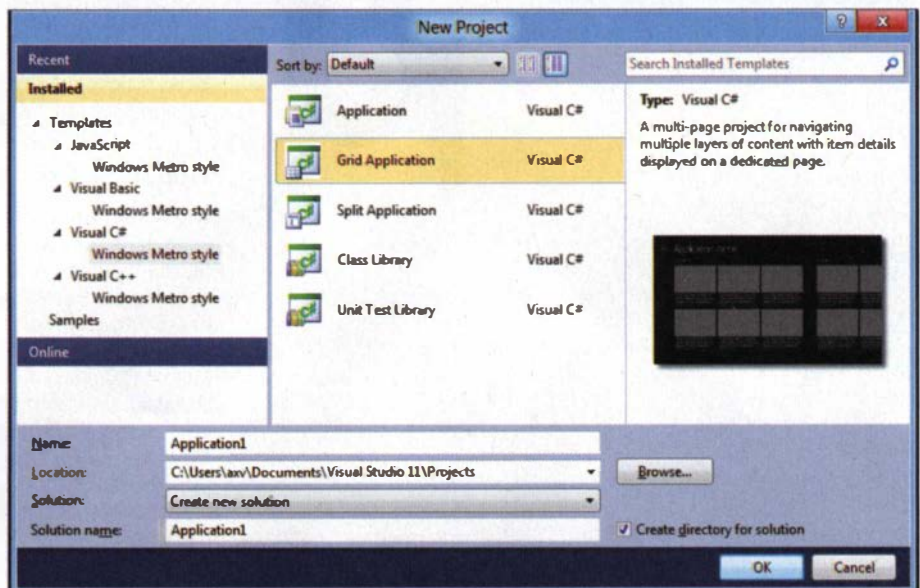 New Project
Recent
Installed
Templates
JavaScript
Windows Metro style
Visual Basic
Windows Metro style
Visual C#
Windows Metro style
Visual C++
Windows Metro style
Samples
Online
Sort by: Default
Application Visual C#
Grid Application Visual C#
Split Application Visual C#
Class Library Visual C#
Unit Test Library Visual C#
Search Installed Templates
Type: Visual C#
A multi-page project for navigating
multiple layers of content with item details
displayed on a dedicated page.
Name: Application1
Location: C:\Users\axv\Documents\Visual Studio 11\Projects
Browse...
Solution: Create new solution
Solution name: Application1
Create directory for solution
OK Cancel